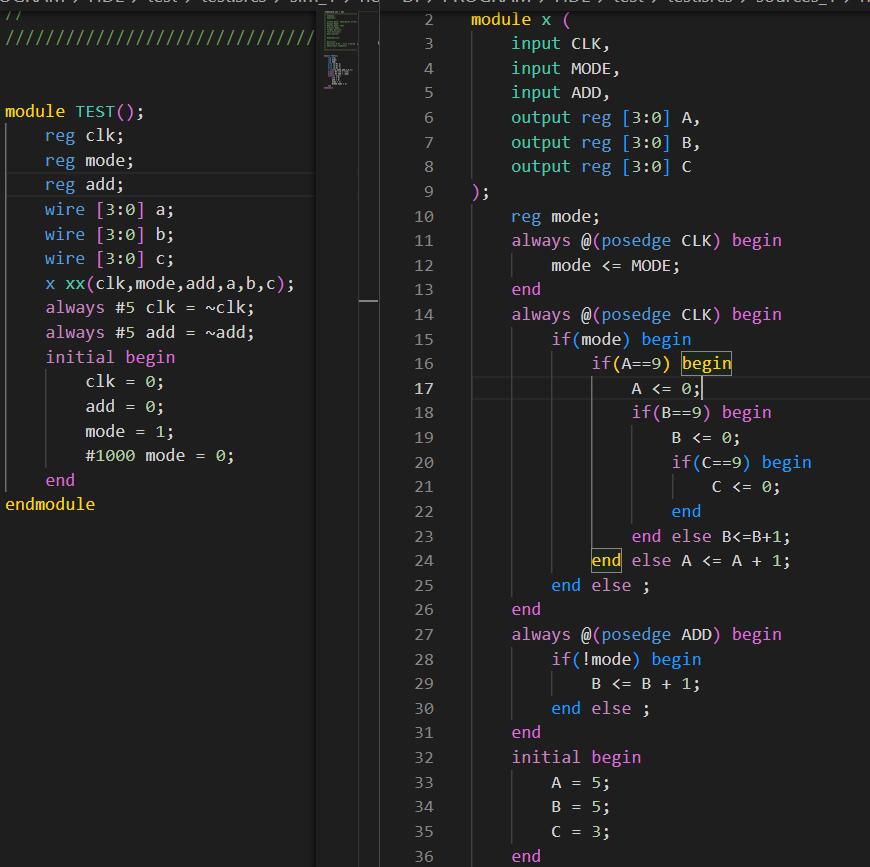 //
///////////////////////////////
module TEST();
    reg clk;
    reg mode;
    reg add;
    wire [3:0] a;
    wire [3:0] b;
    wire [3:0] c;
    x xx(clk,mode,add,a,b,c);
    always #5 clk = ~clk;
    always #5 add = ~add;
    initial begin
        clk = 0;
        add = 0;
        mode = 1;
        #1000 mode = 0;
    end
endmodule
2 module x (
3     input CLK,
4     input MODE,
5     input ADD,
6     output reg [3:0] A,
7     output reg [3:0] B,
8     output reg [3:0] C
9 );
10     reg mode;
11     always @(posedge CLK) begin
12         mode <= MODE;
13     end
14     always @(posedge CLK) begin
15         if(mode) begin
16             if(A==9) begin
17                 A <= 0;
18                 if(B==9) begin
19                     B <= 0;
20                     if(C==9) begin
21                         C <= 0;
22                     end
23                 end else B<=B+1;
24             end else A <= A + 1;
25         end else ;
26     end
27     always @(posedge ADD) begin
28         if(!mode) begin
29             B <= B + 1;
30         end else ;
31     end
32     initial begin
33         A = 5;
34         B = 5;
35         C = 3;
36     end